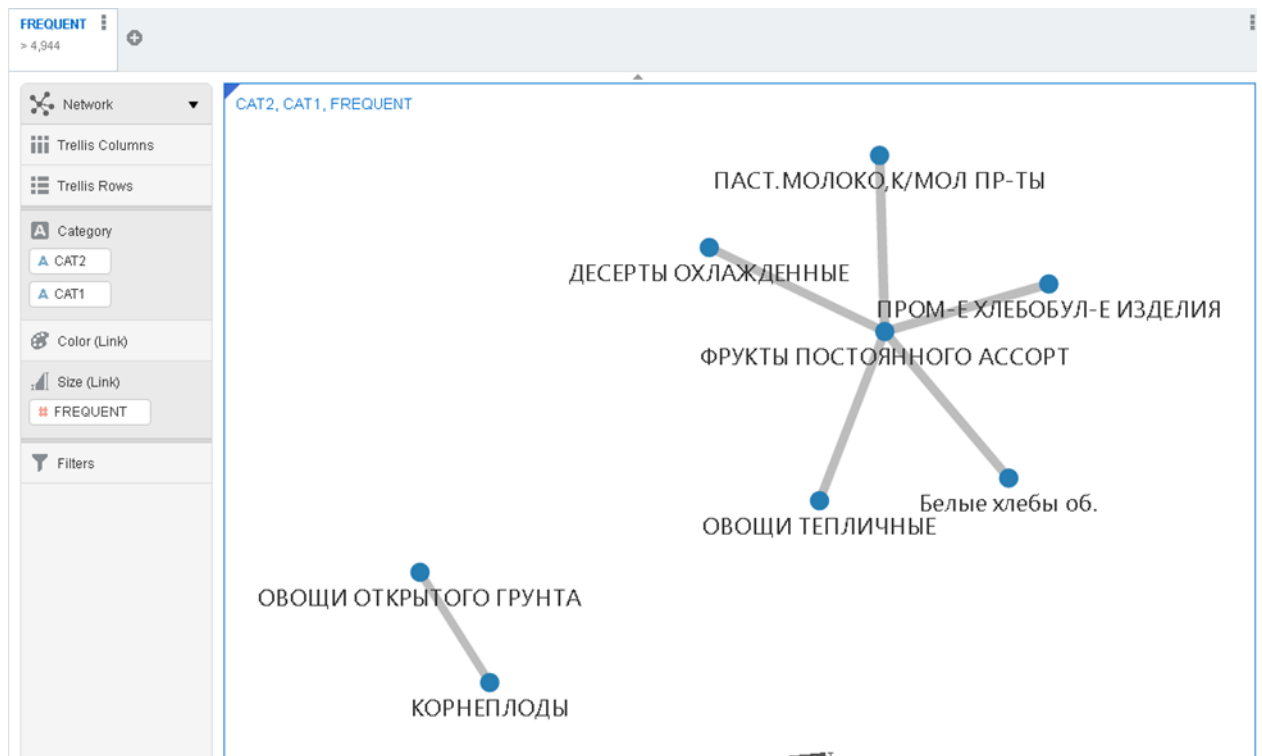 FREQUENT
> 4,944
Network
Trellis Columns
Trellis Rows
Category
A CAT2
A CAT1
Color (Link)
Size (Link)
# FREQUENT
Filters
CAT2, CAT1, FREQUENT
ПАСТ.МОЛОКО,К/МОЛ ПР-ТЫ
ДЕСЕРТЫ ОХЛАЖДЕННЫЕ
ПРОМ-Е ХЛЕБОБУЛ-Е ИЗДЕЛИЯ
ФРУКТЫ ПОСТОЯННОГО АССОРТ
Белые хлебы об.
ОВОЩИ ТЕПЛИЧНЫЕ
ОВОЩИ ОТКРЫТОГО ГРУНТА
КОРНЕПЛОДЫ